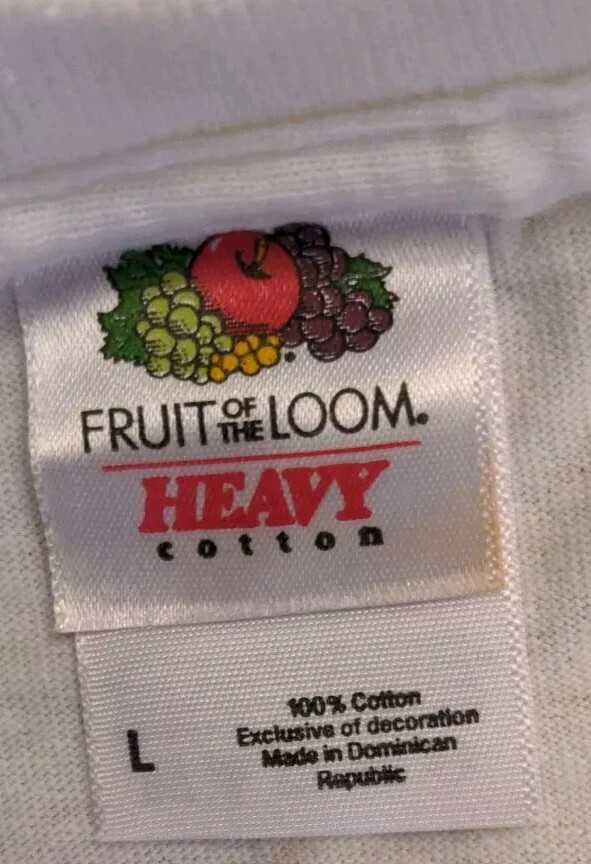 FRUIT OF THE LOOM.
HEAVY
cotton
L
100% Cotton
Exclusive of decoration
Made in Dominican
Republic